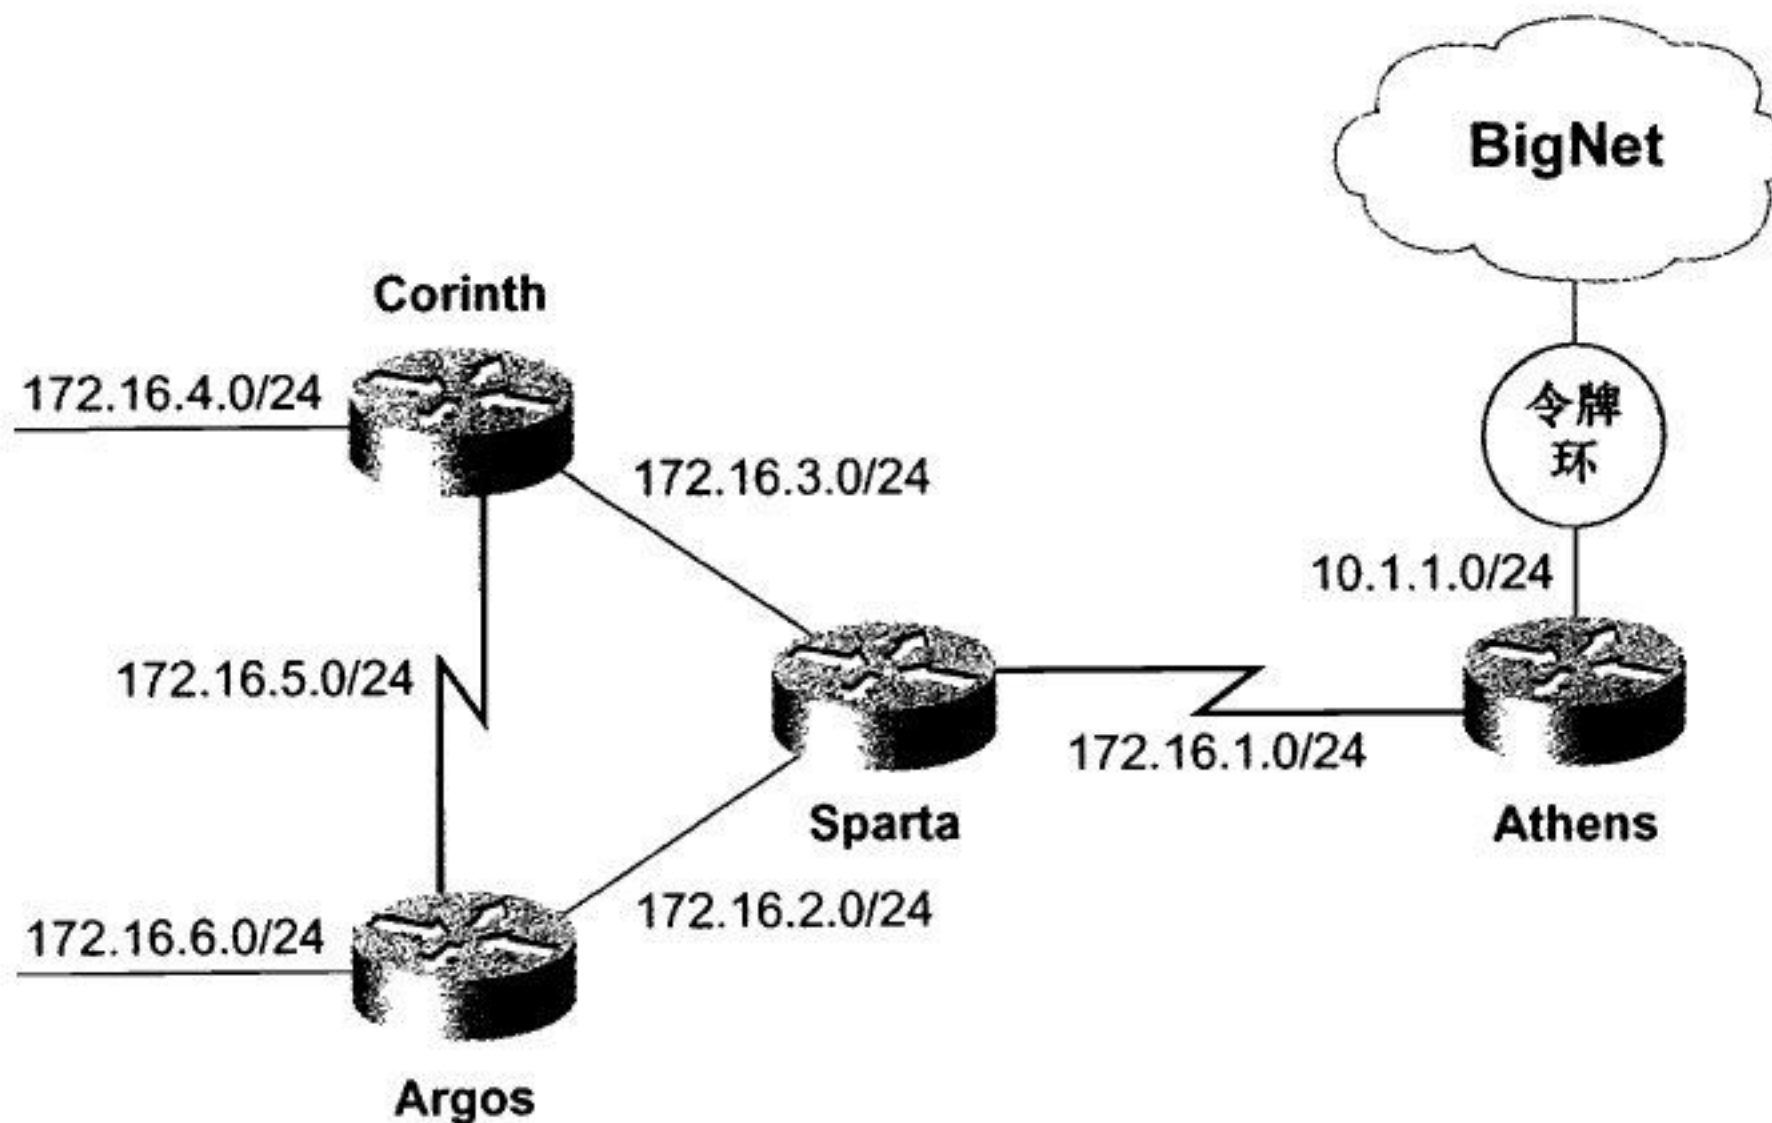 BigNet
Corinth
172.16.4.0/24
令牌
环
172.16.3.0/24
10.1.1.0/24
172.16.5.0/24
172.16.1.0/24
Sparta
Athens
172.16.6.0/24
172.16.2.0/24
Argos